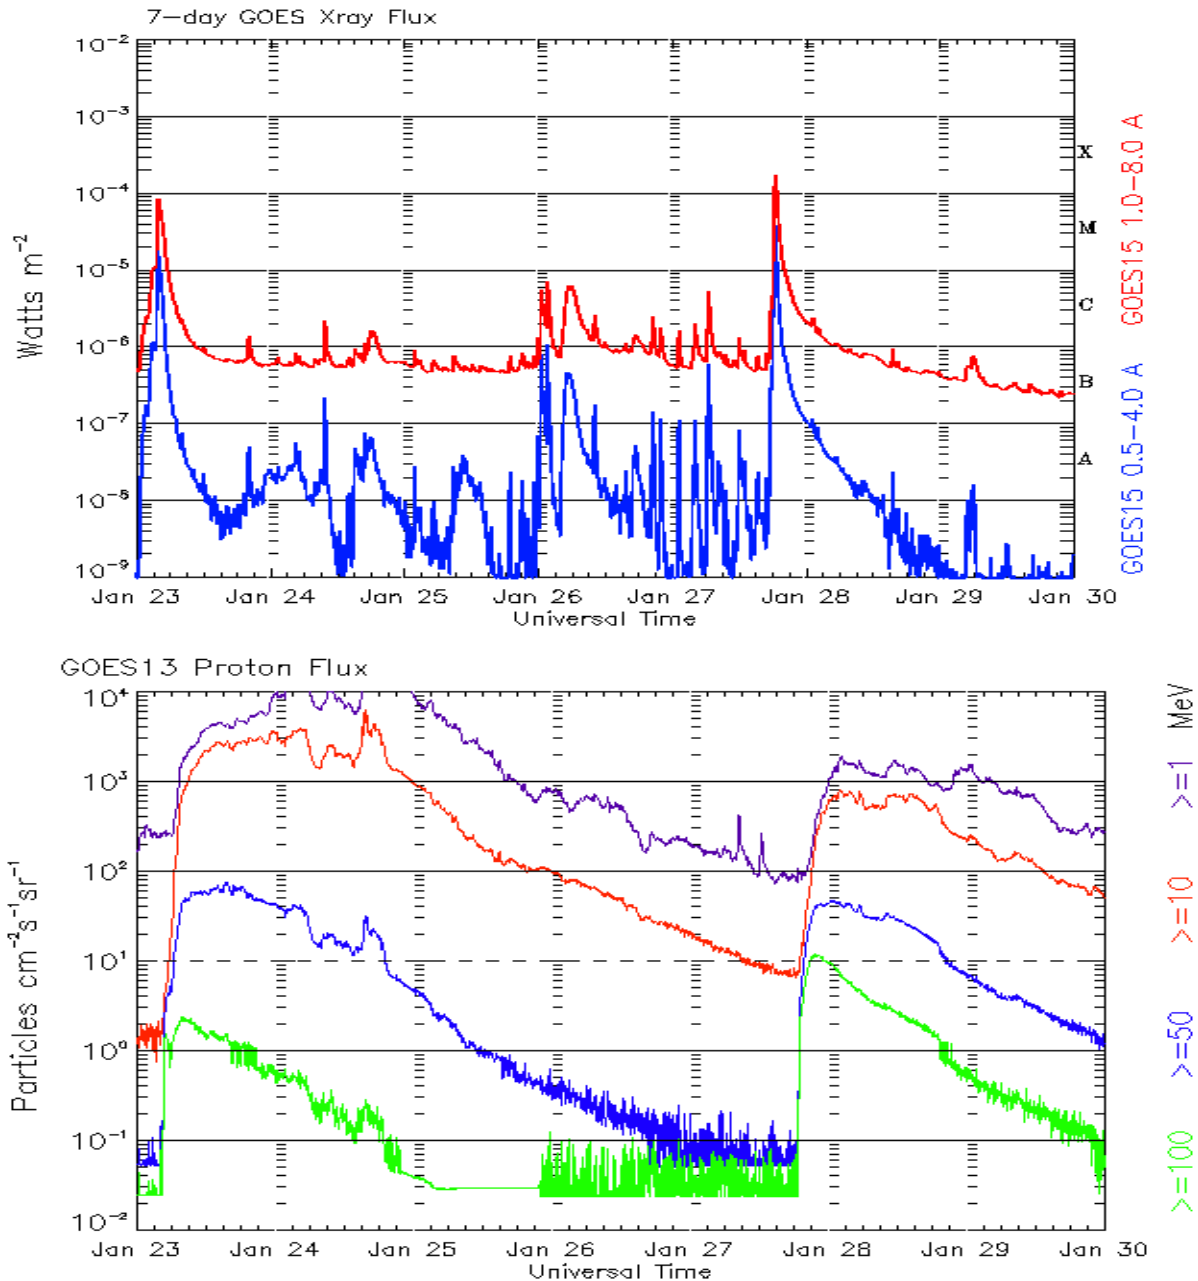 7-day GOES Xray Flux
10⁻²
10⁻³
10⁻⁴
10⁻⁵
10⁻⁶
10⁻⁷
10⁻⁸
10⁻⁹
Watts m⁻²
X
M
C
B
A
GOES15 1.0-8.0 A
GOES15 0.5-4.0 A
Jan 23 Jan 24 Jan 25 Jan 26 Jan 27 Jan 28 Jan 29 Jan 30
Universal Time
GOES13 Proton Flux
10⁴
10³
10²
10¹
10⁰
10⁻¹
10⁻²
Particles cm⁻²s⁻¹sr⁻¹
MeV
>=1
>=10
>=50
>=100
Jan 23 Jan 24 Jan 25 Jan 26 Jan 27 Jan 28 Jan 29 Jan 30
Universal Time